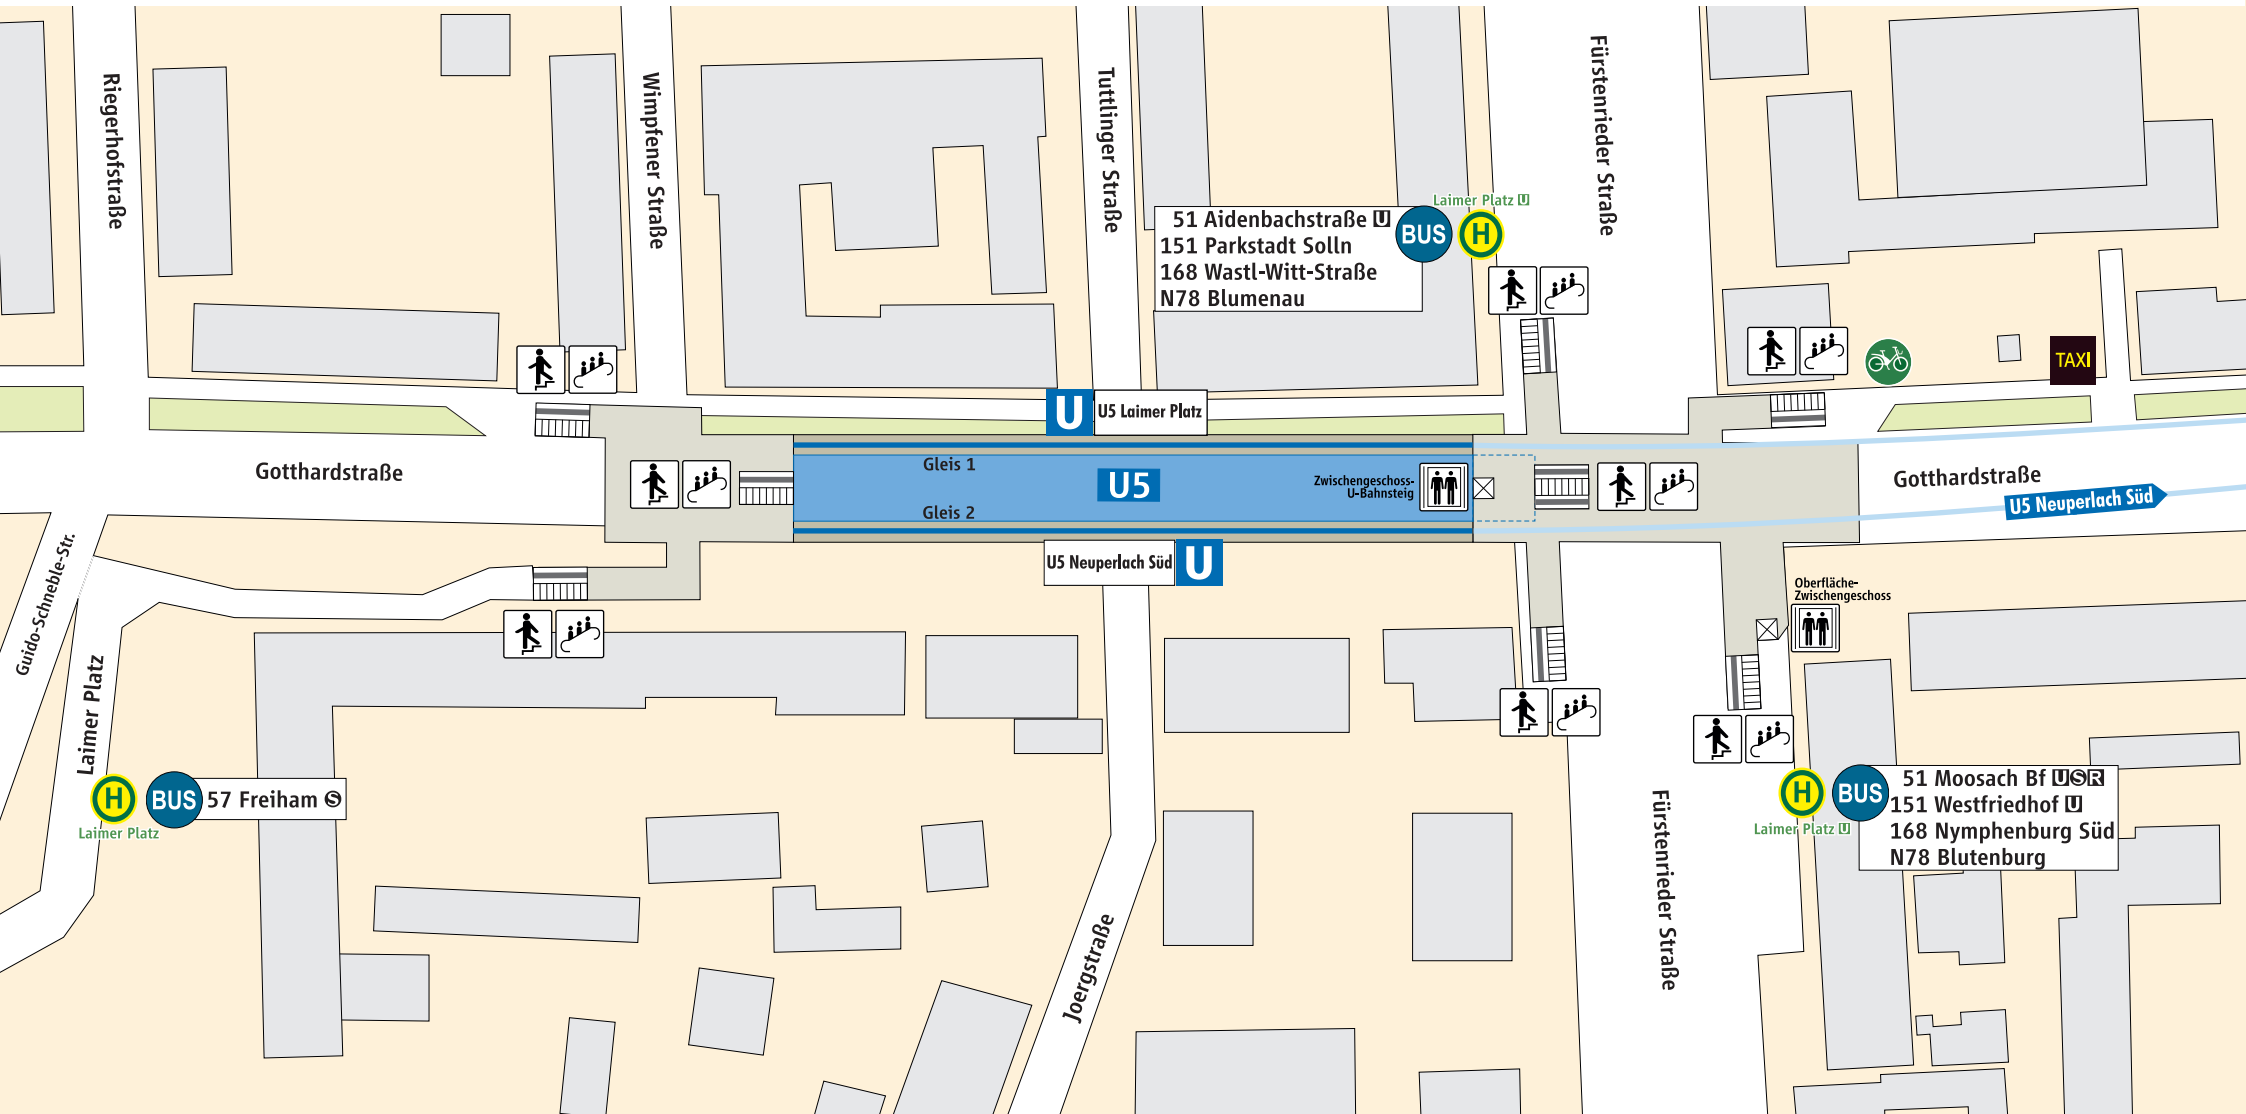 Riegerhofstraße
Wimpfener Straße
Tuttlinger Straße
Fürstenrieder Straße
Laimer Platz U
51 Aidenbachstraße U
151 Parkstadt Solln
168 Wastl-Witt-Straße
N78 Blumenau
BUS
H
TAXI
U
U5 Laimer Platz
Gotthardstraße
Gleis 1
U5
Gleis 2
Zwischengeschoss-
U-Bahnsteig
Gotthardstraße
U5 Neuperlach Süd
U5 Neuperlach Süd
U
Guido-Schneble-Str.
Laimer Platz
Oberfläche-
Zwischengeschoss
H
BUS
57 Freiham S
Laimer Platz
Joergstraße
Fürstenrieder Straße
H
BUS
Laimer Platz U
51 Moosach Bf U S R
151 Westfriedhof U
168 Nymphenburg Süd
N78 Blutenburg